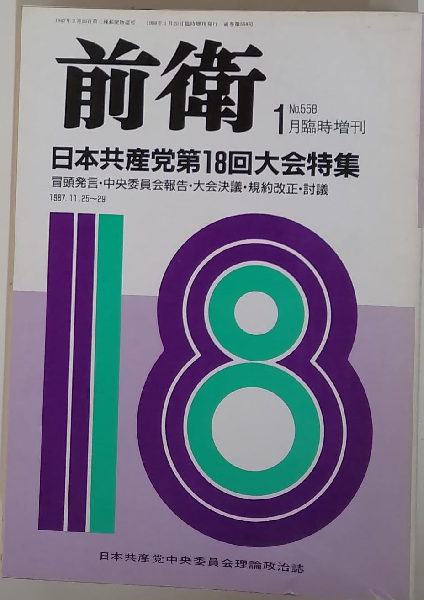 前衛
No.558
1月臨時増刊
日本共産党第18回大会特集
冒頭発言・中央委員会報告・大会決議・規約改正・討議
1987.11.25~29
18
日本共産党中央委員会理論政治誌